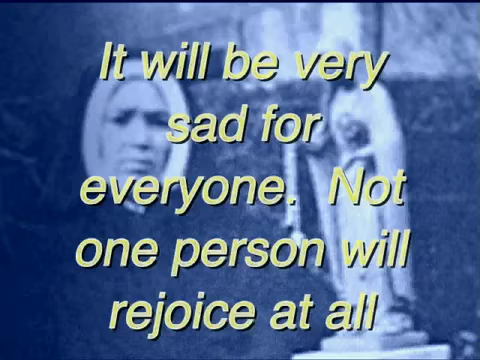 It will be very
sad for
everyone. Not
one person will
rejoice at all